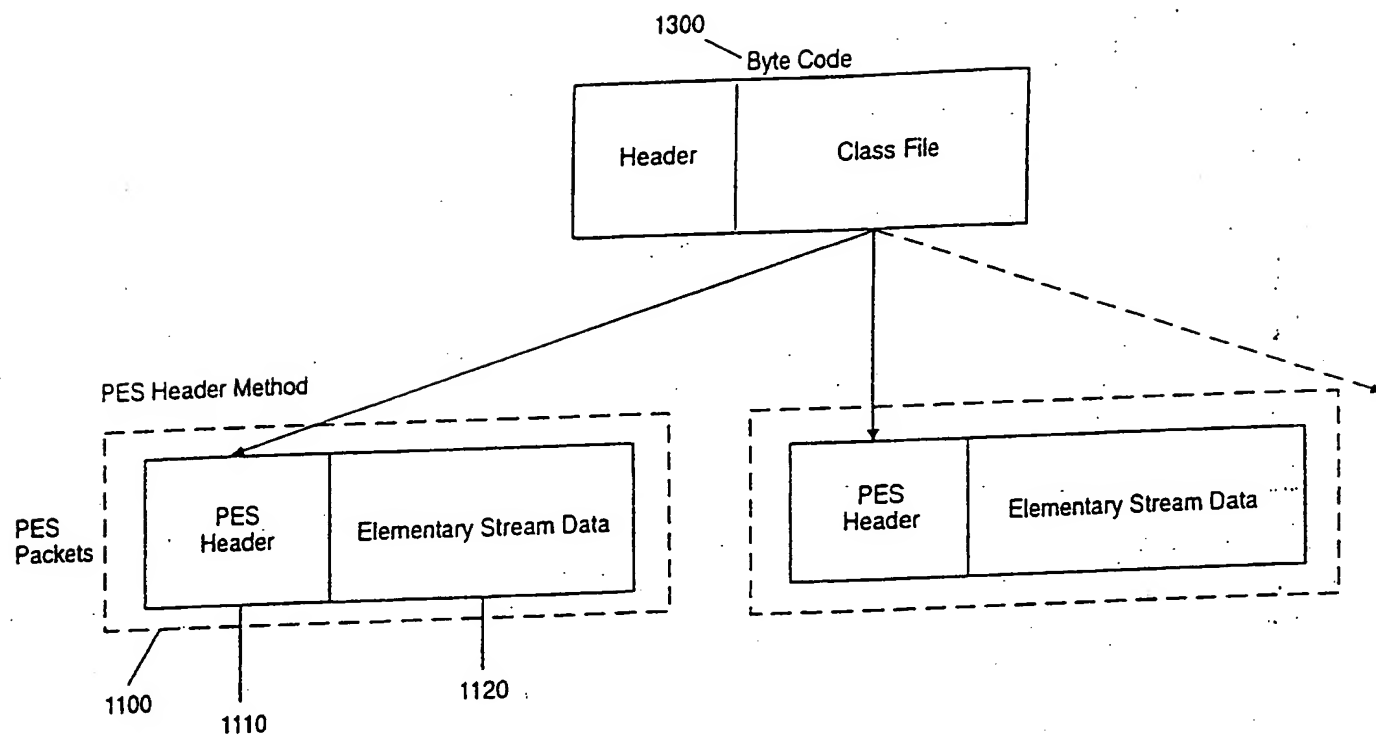 1300
Byte Code
Header
Class File
PES Header Method
PES
Packets
PES
Header
Elementary Stream Data
PES
Header
Elementary Stream Data
1100
1110
1120